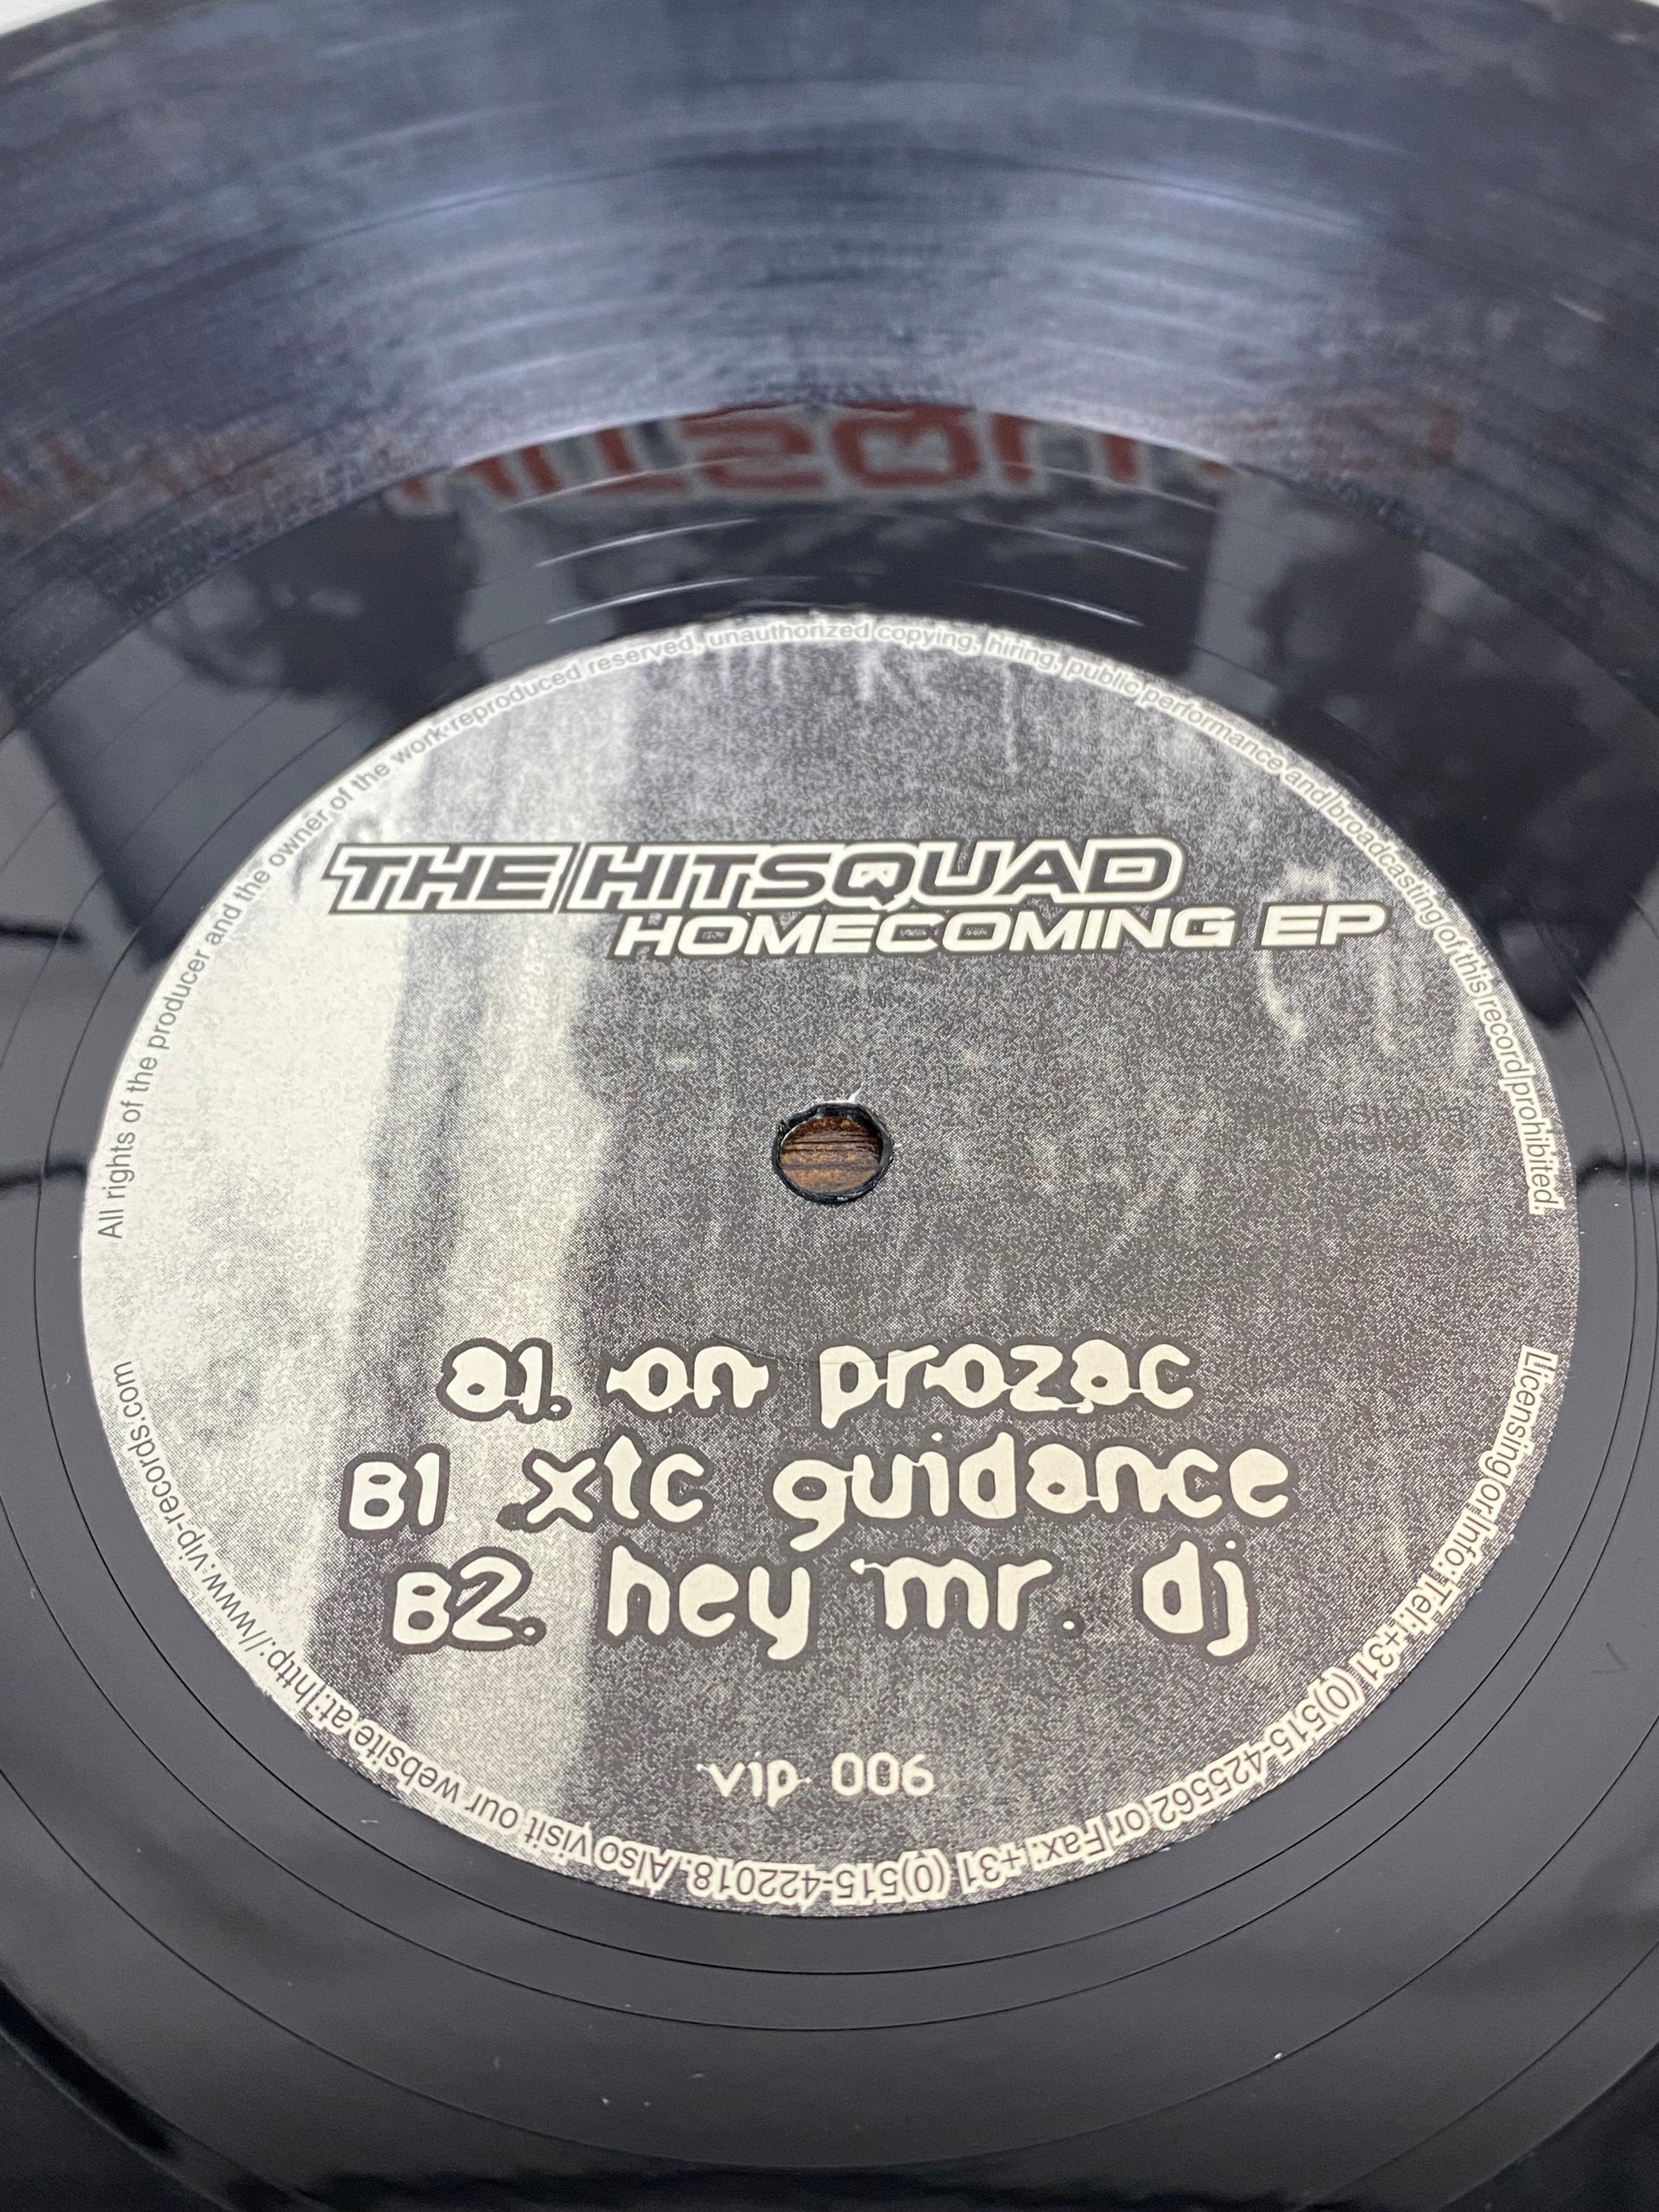 All rights of the producer and the owner of the work reproduced reserved, unauthorized copying, hiring, public performance and broadcasting of this record prohibited.
THE HITSQUAD
HOMECOMING EP
a1. on prozac
B1 xtc guidance
B2. hey mr. dj
vip 006
Licensing or Info: Tel.:+31 (0)515-425562 or Fax: +31 (0)515-422018. Also visit our website at: http://www.vip-records.com
HITSQUAD